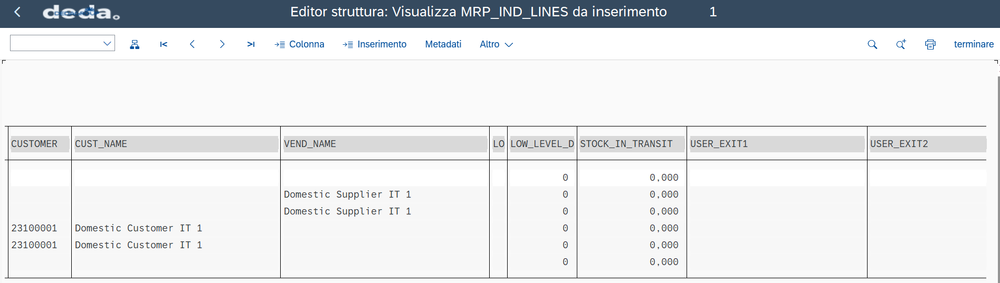 deda.
Editor struttura: Visualizza MRP_IND_LINES da inserimento 1
Colonna Inserimento Metadati Altro terminare
CUSTOMER CUST_NAME VEND_NAME LO LOW_LEVEL_D STOCK_IN_TRANSIT USER_EXIT1 USER_EXIT2
0 0,000
Domestic Supplier IT 1 0 0,000
Domestic Supplier IT 1 0 0,000
23100001 Domestic Customer IT 1 0 0,000
23100001 Domestic Customer IT 1 0 0,000
0 0,000